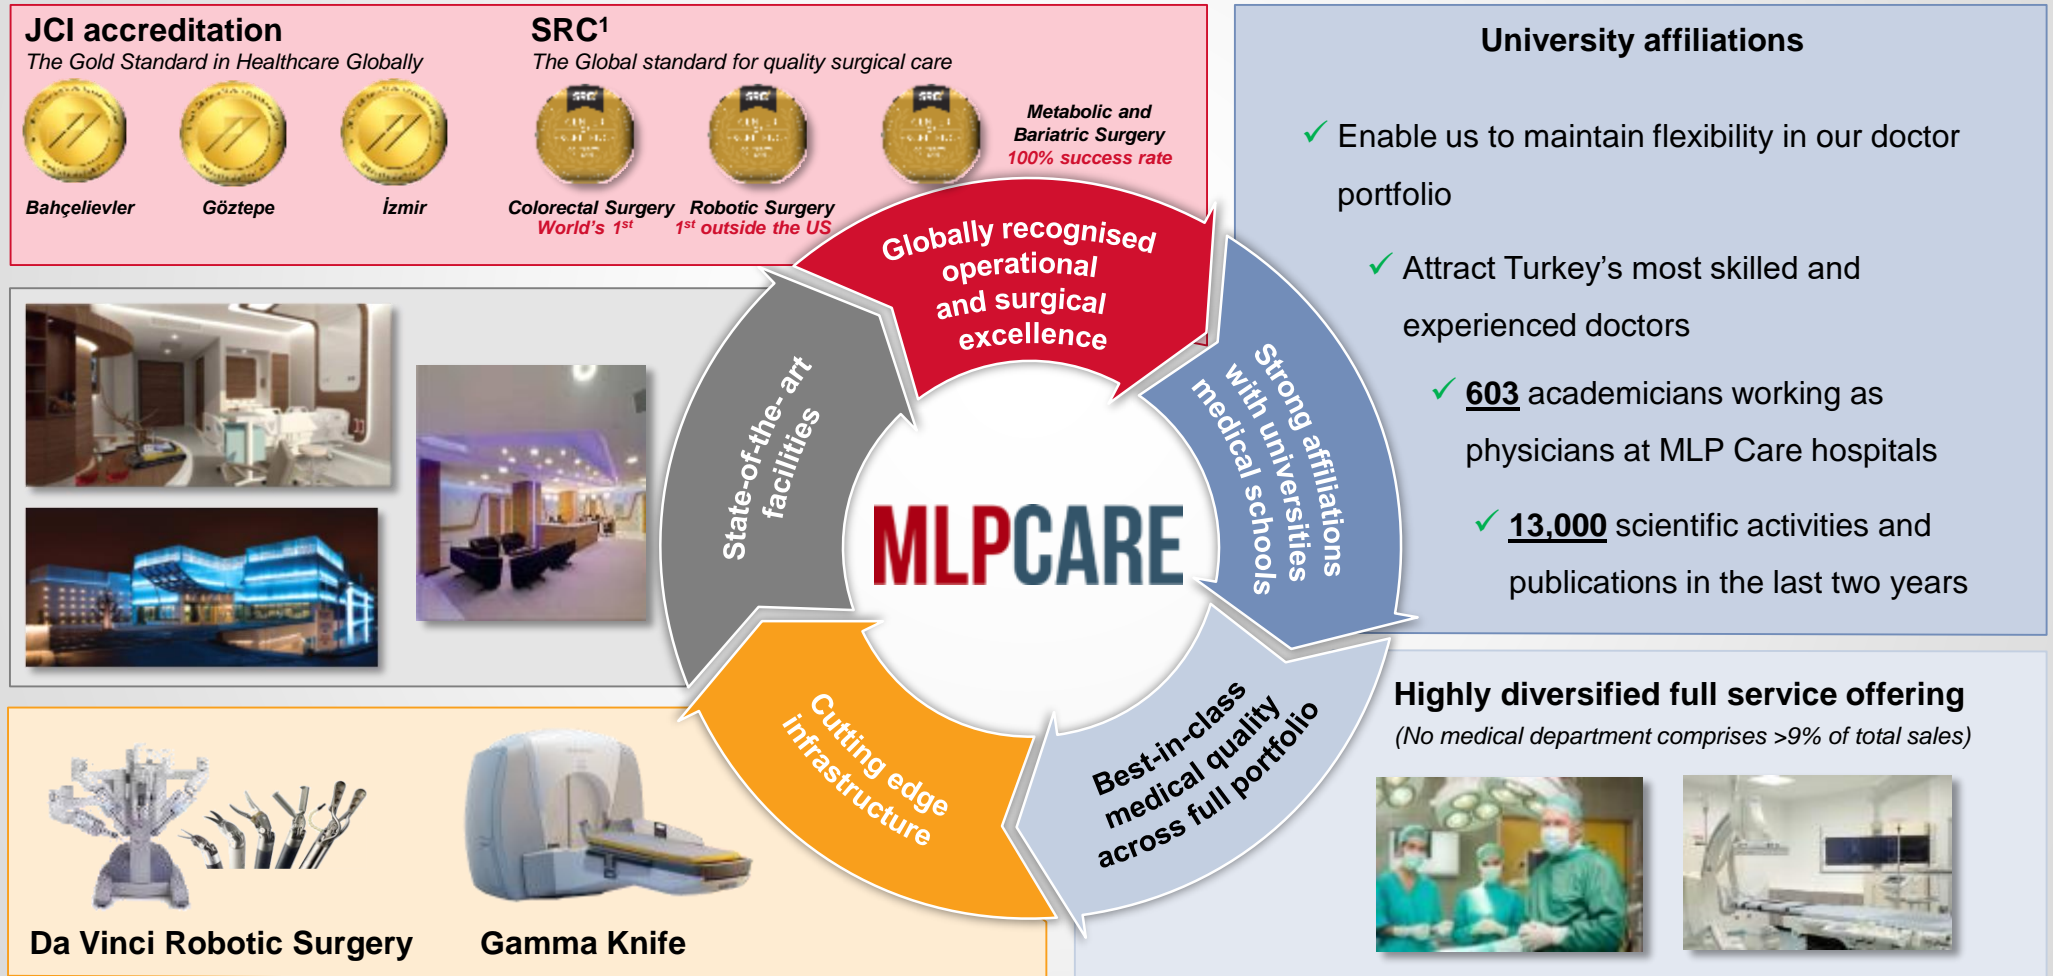 JCI accreditation
The Gold Standard in Healthcare Globally
Bahçelievler
Göztepe
İzmir
SRC¹
The Global standard for quality surgical care
Colorectal Surgery
World's 1st
Robotic Surgery
1st outside the US
Metabolic and
Bariatric Surgery
100% success rate
University affiliations
✓ Enable us to maintain flexibility in our doctor
portfolio
✓ Attract Turkey's most skilled and
experienced doctors
✓ 603 academicians working as
physicians at MLP Care hospitals
✓ 13,000 scientific activities and
publications in the last two years
Globally recognised
operational
and surgical
excellence
Strong affiliations
with universities
medical schools
State-of-the- art
facilities
MLPCARE
Cutting edge
infrastructure
Best-in-class
medical quality
across full portfolio
Highly diversified full service offering
(No medical department comprises >9% of total sales)
Da Vinci Robotic Surgery
Gamma Knife